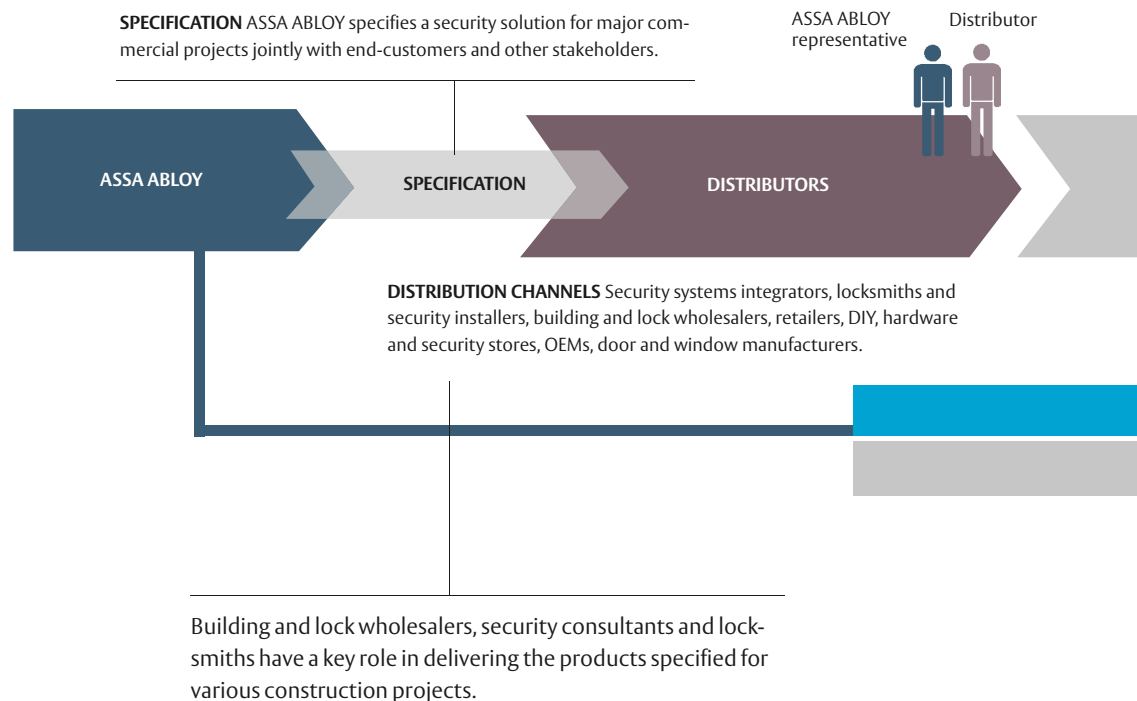 SPECIFICATION ASSA ABLOY specifies a security solution for major com-
mercial projects jointly with end-customers and other stakeholders.
ASSA ABLOY
representative
Distributor
ASSA ABLOY
SPECIFICATION
DISTRIBUTORS
DISTRIBUTION CHANNELS Security systems integrators, locksmiths and
security installers, building and lock wholesalers, retailers, DIY, hardware
and security stores, OEMs, door and window manufacturers.
Building and lock wholesalers, security consultants and lock-
smiths have a key role in delivering the products specified for
various construction projects.